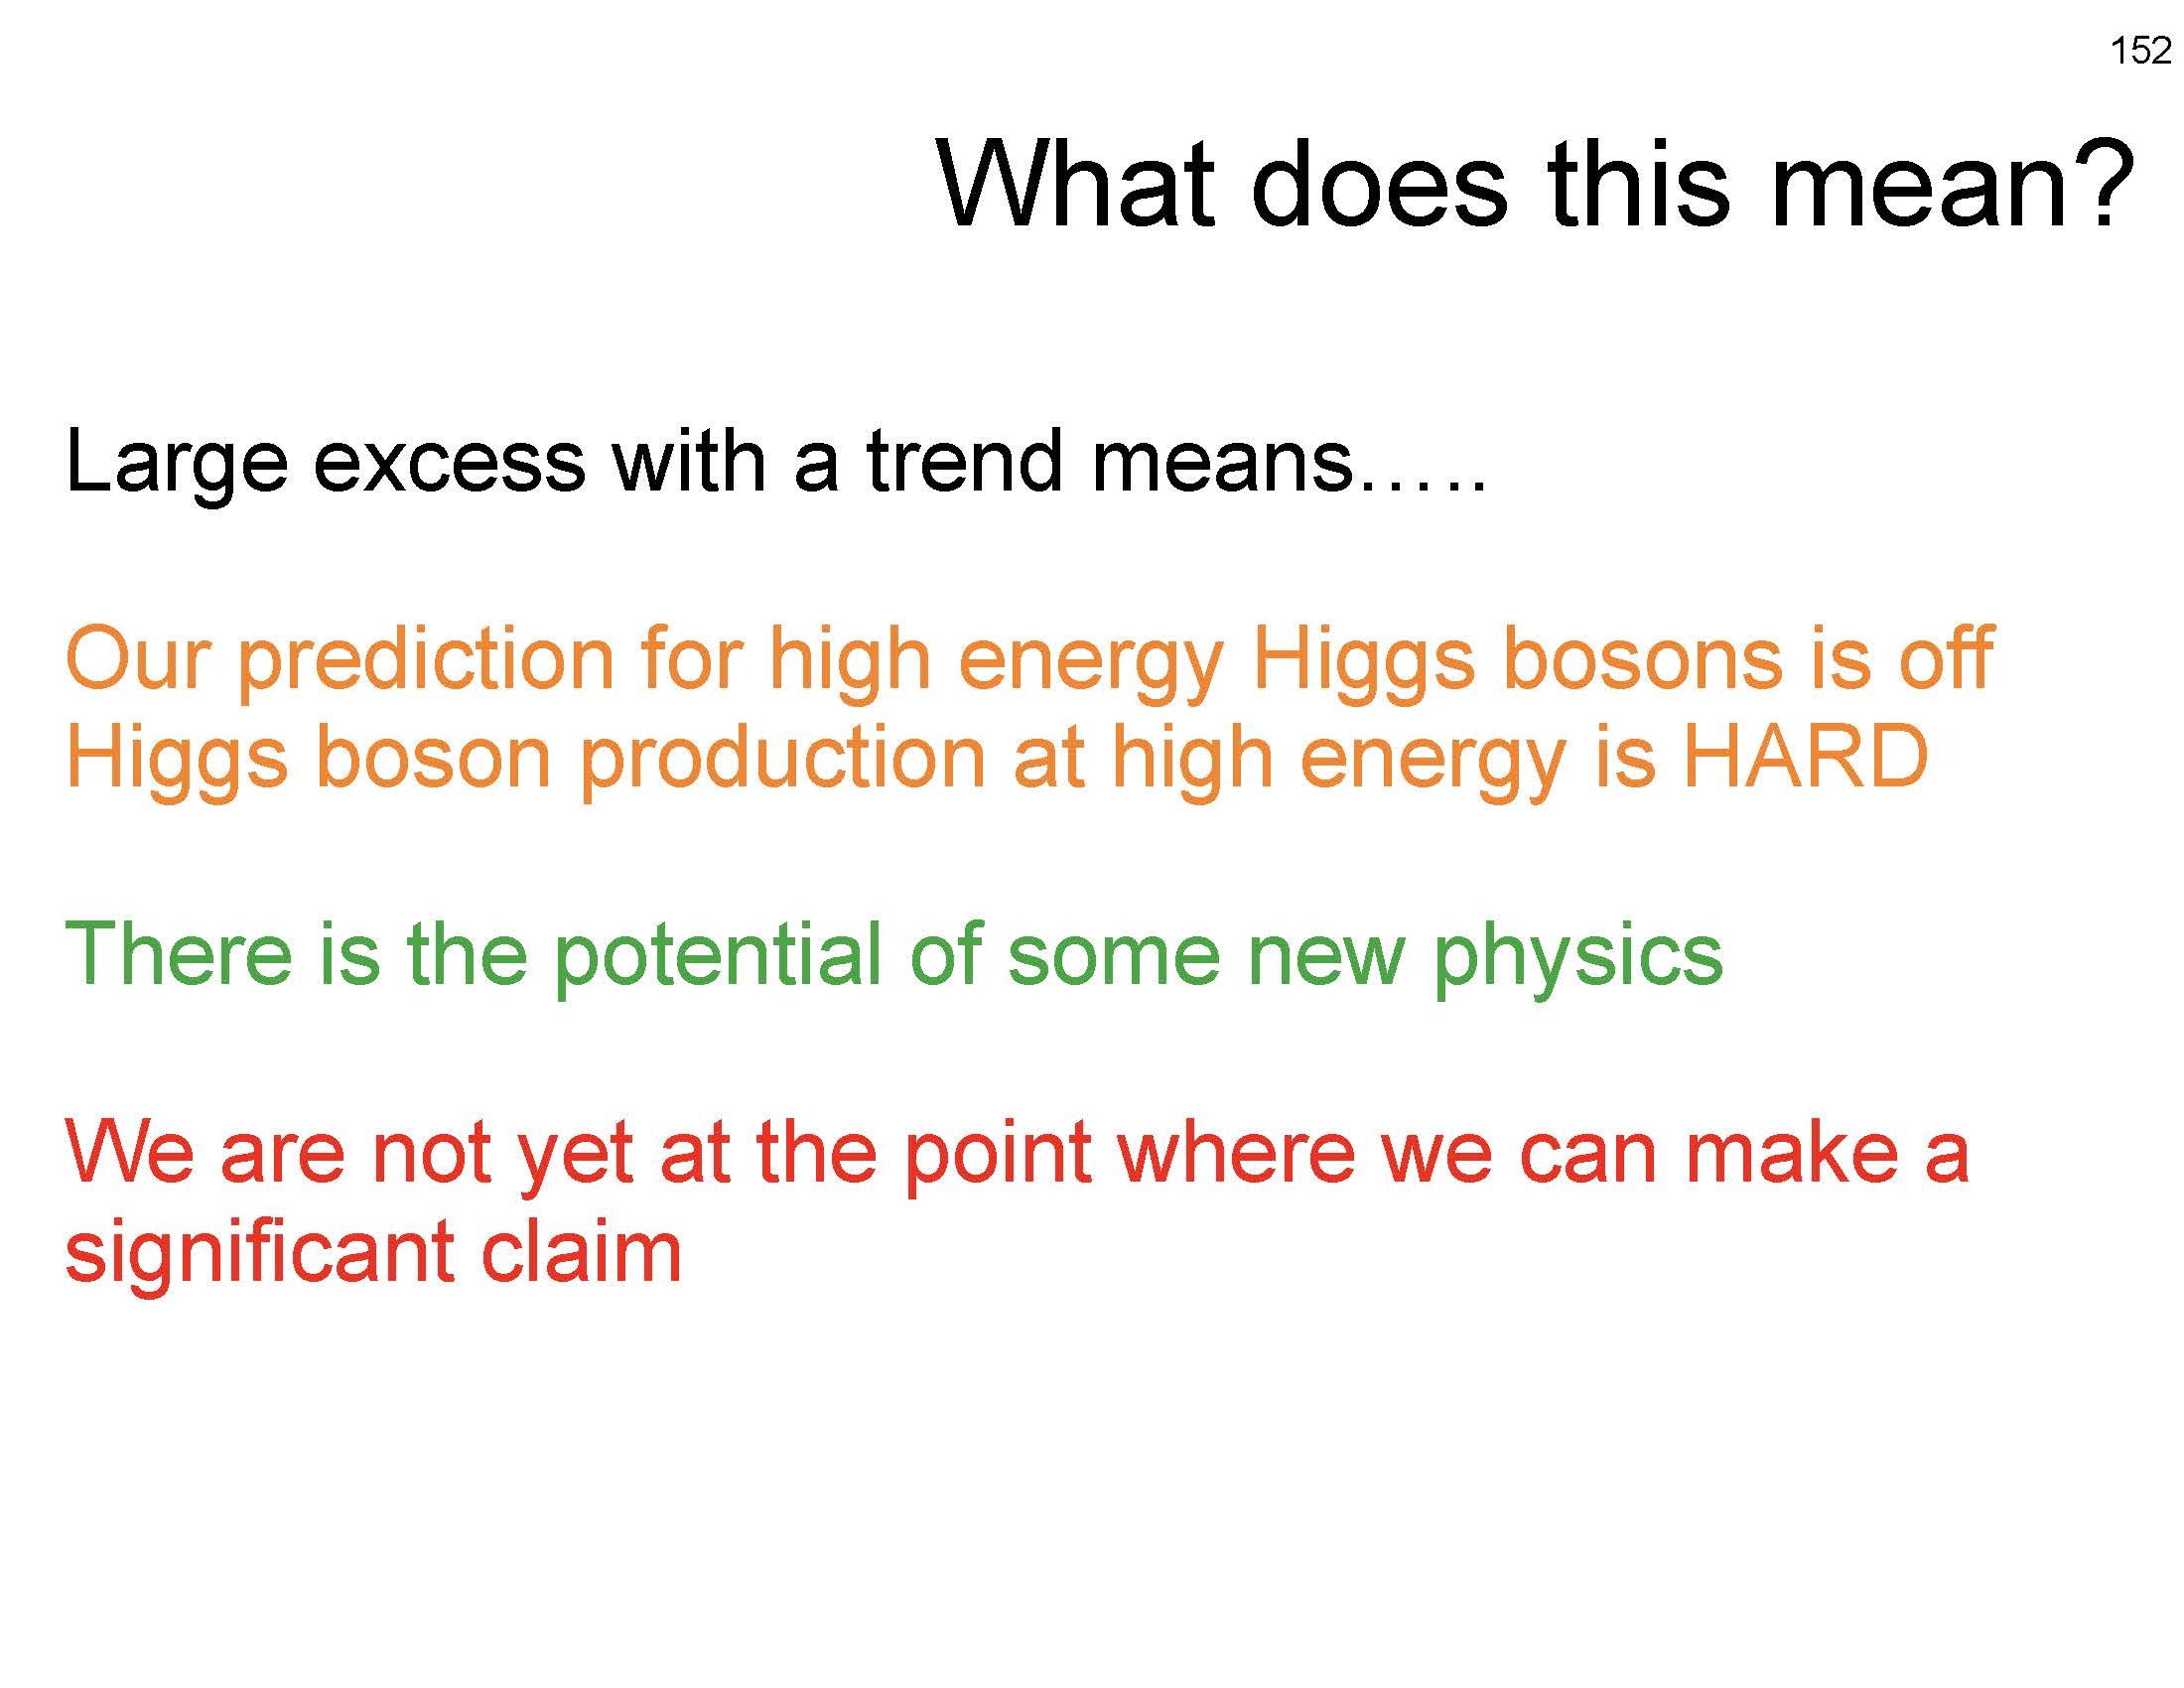 152
What does this mean?
Large excess with a trend means…..
Our prediction for high energy Higgs bosons is off
Higgs boson production at high energy is HARD
There is the potential of some new physics
We are not yet at the point where we can make a
significant claim